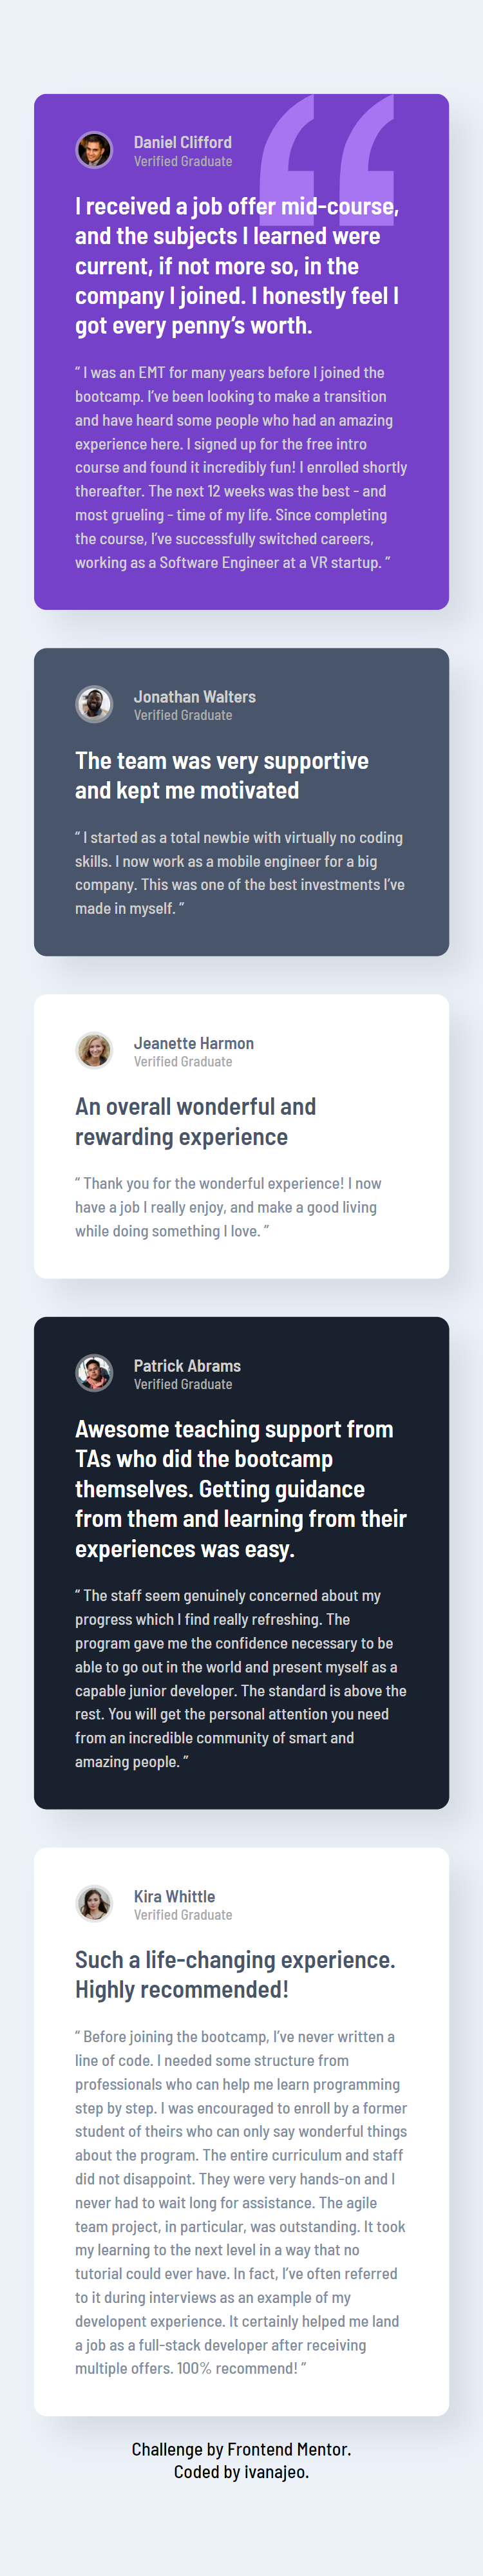 Daniel Clifford
Verified Graduate
I received a job offer mid-course,
and the subjects I learned were
current, if not more so, in the
company I joined. I honestly feel I
got every penny’s worth.
“ I was an EMT for many years before I joined the
bootcamp. I’ve been looking to make a transition
and have heard some people who had an amazing
experience here. I signed up for the free intro
course and found it incredibly fun! I enrolled shortly
thereafter. The next 12 weeks was the best - and
most grueling - time of my life. Since completing
the course, I’ve successfully switched careers,
working as a Software Engineer at a VR startup. ”
Jonathan Walters
Verified Graduate
The team was very supportive
and kept me motivated
“ I started as a total newbie with virtually no coding
skills. I now work as a mobile engineer for a big
company. This was one of the best investments I’ve
made in myself. ”
Jeanette Harmon
Verified Graduate
An overall wonderful and
rewarding experience
“ Thank you for the wonderful experience! I now
have a job I really enjoy, and make a good living
while doing something I love. ”
Patrick Abrams
Verified Graduate
Awesome teaching support from
TAs who did the bootcamp
themselves. Getting guidance
from them and learning from their
experiences was easy.
“ The staff seem genuinely concerned about my
progress which I find really refreshing. The
program gave me the confidence necessary to be
able to go out in the world and present myself as a
capable junior developer. The standard is above the
rest. You will get the personal attention you need
from an incredible community of smart and
amazing people. ”
Kira Whittle
Verified Graduate
Such a life-changing experience.
Highly recommended!
“ Before joining the bootcamp, I’ve never written a
line of code. I needed some structure from
professionals who can help me learn programming
step by step. I was encouraged to enroll by a former
student of theirs who can only say wonderful things
about the program. The entire curriculum and staff
did not disappoint. They were very hands-on and I
never had to wait long for assistance. The agile
team project, in particular, was outstanding. It took
my learning to the next level in a way that no
tutorial could ever have. In fact, I’ve often referred
to it during interviews as an example of my
developent experience. It certainly helped me land
a job as a full-stack developer after receiving
multiple offers. 100% recommend! ”
Challenge by Frontend Mentor.
Coded by ivanajeo.